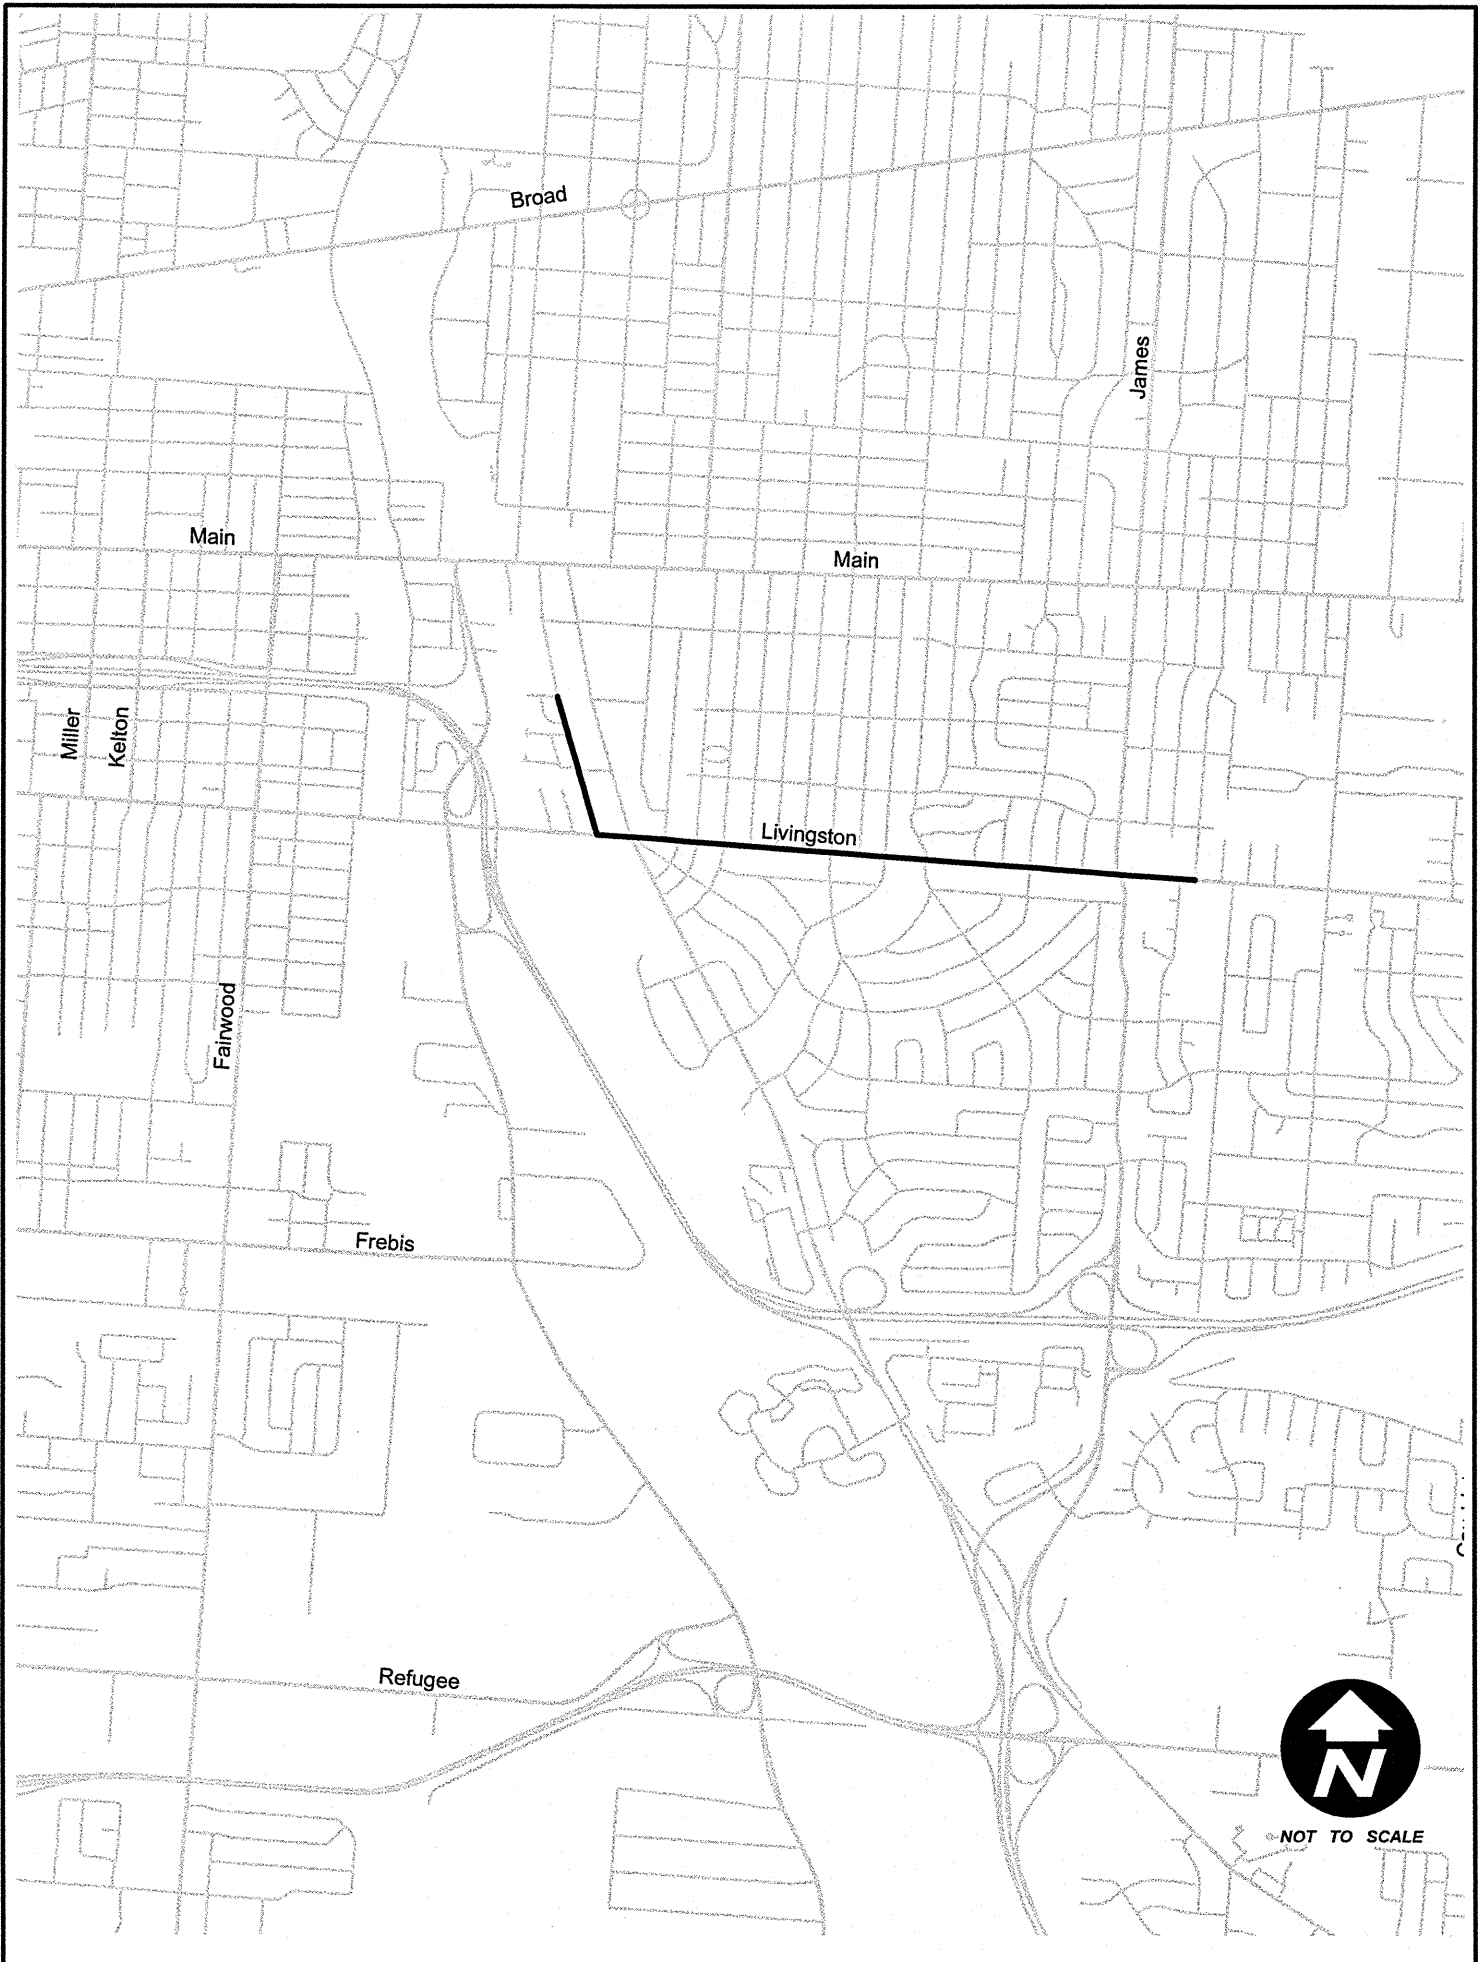 Broad
James
Main
Main
Miller
Kelton
Livingston
Fairwood
Frebis
Refugee
N
NOT TO SCALE